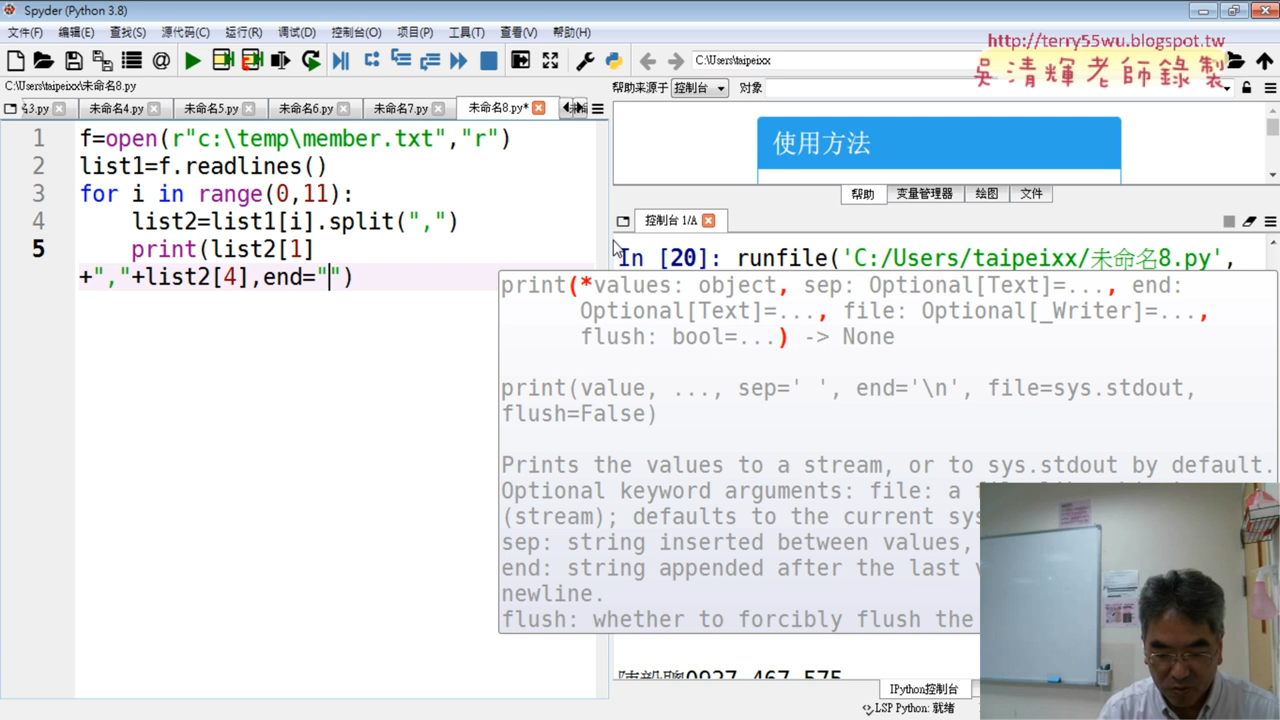 Spyder (Python 3.8)
文件(F) 编辑(E) 查找(S) 源代码(C) 运行(R) 调试(D) 控制台(O) 项目(P) 工具(T) 查看(V) 帮助(H)
http://terry55wu.blogspot.tw
吳清輝老師錄製
C:\Users\taipeixx
C:\Users\taipeixx\未命名8.py
帮助来源于 控制台 对象
3.py 未命名4.py 未命名5.py 未命名6.py 未命名7.py 未命名8.py*
使用方法
帮助 变量管理器 绘图 文件
控制台 1/A
1 f=open(r"c:\temp\member.txt","r")
2 list1=f.readlines()
3 for i in range(0,11):
4 list2=list1[i].split(",")
5 print(list2[1]
+","+list2[4],end="")
In [20]: runfile('C:/Users/taipeixx/未命名8.py',
print(*values: object, sep: Optional[Text]=..., end:
Optional[Text]=..., file: Optional[_Writer]=...,
flush: bool=...) -> None
print(value, ..., sep=' ', end='\n', file=sys.stdout,
flush=False)
Prints the values to a stream, or to sys.stdout by default.
Optional keyword arguments: file: a
(stream); defaults to the current sys
sep: string inserted between values,
end: string appended after the last
newline.
flush: whether to forcibly flush the
0927-467-575
IPython控制台
LSP Python: 就绪